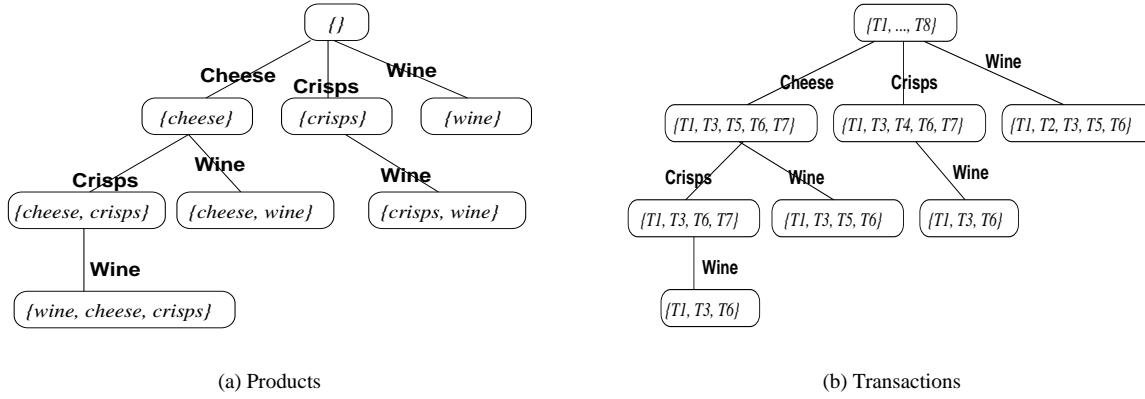 {}
{T1, ..., T8}
Cheese
Crisps
Wine
Cheese
Crisps
Wine
{cheese}
{crisps}
{wine}
{T1, T3, T5, T6, T7}
{T1, T3, T4, T6, T7}
{T1, T2, T3, T5, T6}
Crisps
Wine
Wine
Crisps
Wine
Wine
{cheese, crisps}
{cheese, wine}
{crisps, wine}
{T1, T3, T6, T7}
{T1, T3, T5, T6}
{T1, T3, T6}
Wine
Wine
{wine, cheese, crisps}
{T1, T3, T6}
(a) Products
(b) Transactions